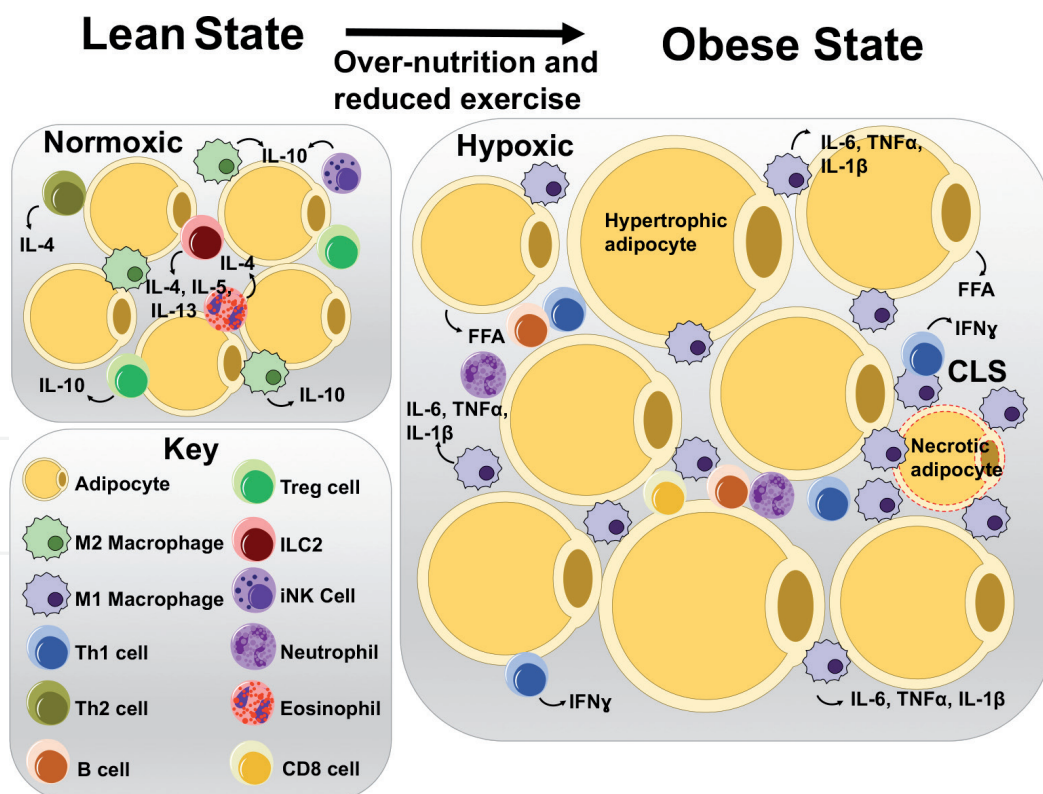 Lean State
Over-nutrition and
reduced exercise
Obese State
Normoxic
IL-10
IL-4
IL-4
IL-4, IL-5,
IL-13
IL-10
IL-10
Key
Adipocyte
Treg cell
M2 Macrophage
ILC2
M1 Macrophage
iNK Cell
Th1 cell
Neutrophil
Th2 cell
Eosinophil
B cell
CD8 cell
Hypoxic
IL-6, TNFα,
IL-1β
Hypertrophic
adipocyte
FFA
FFA
IFNɣ
CLS
IL-6, TNFα,
IL-1β
Necrotic
adipocyte
IFNɣ
IL-6, TNFα, IL-1β